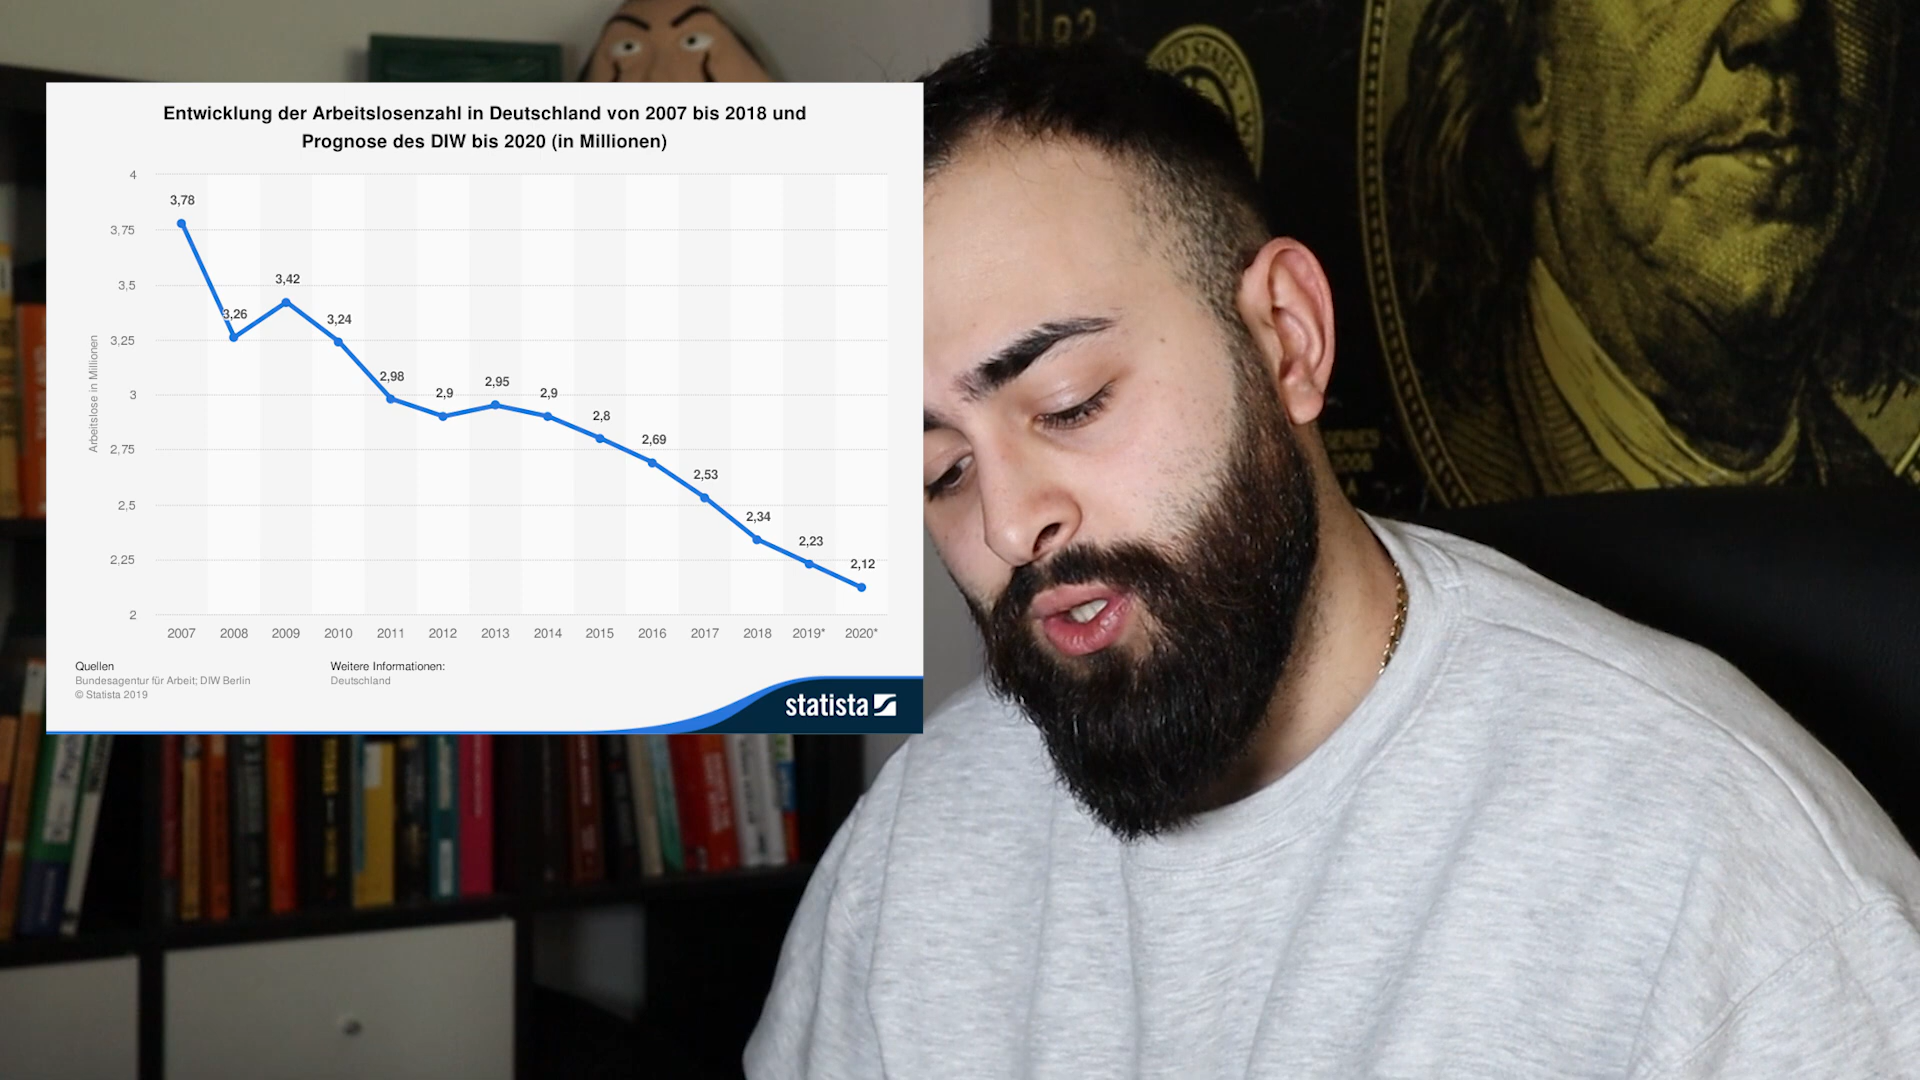 Entwicklung der Arbeitslosenzahl in Deutschland von 2007 bis 2018 und
Prognose des DIW bis 2020 (in Millionen)
Arbeitslose in Millionen
4
3,75
3,5
3,25
3
2,75
2,5
2,25
2
3,78
3,26
3,42
3,24
2,98
2,9
2,95
2,9
2,8
2,69
2,53
2,34
2,23
2,12
2007 2008 2009 2010 2011 2012 2013 2014 2015 2016 2017 2018 2019* 2020*
Quellen
Bundesagentur für Arbeit; DIW Berlin
© Statista 2019
Weitere Informationen:
Deutschland
statista
UNITED STATES
SERIES
2006
A